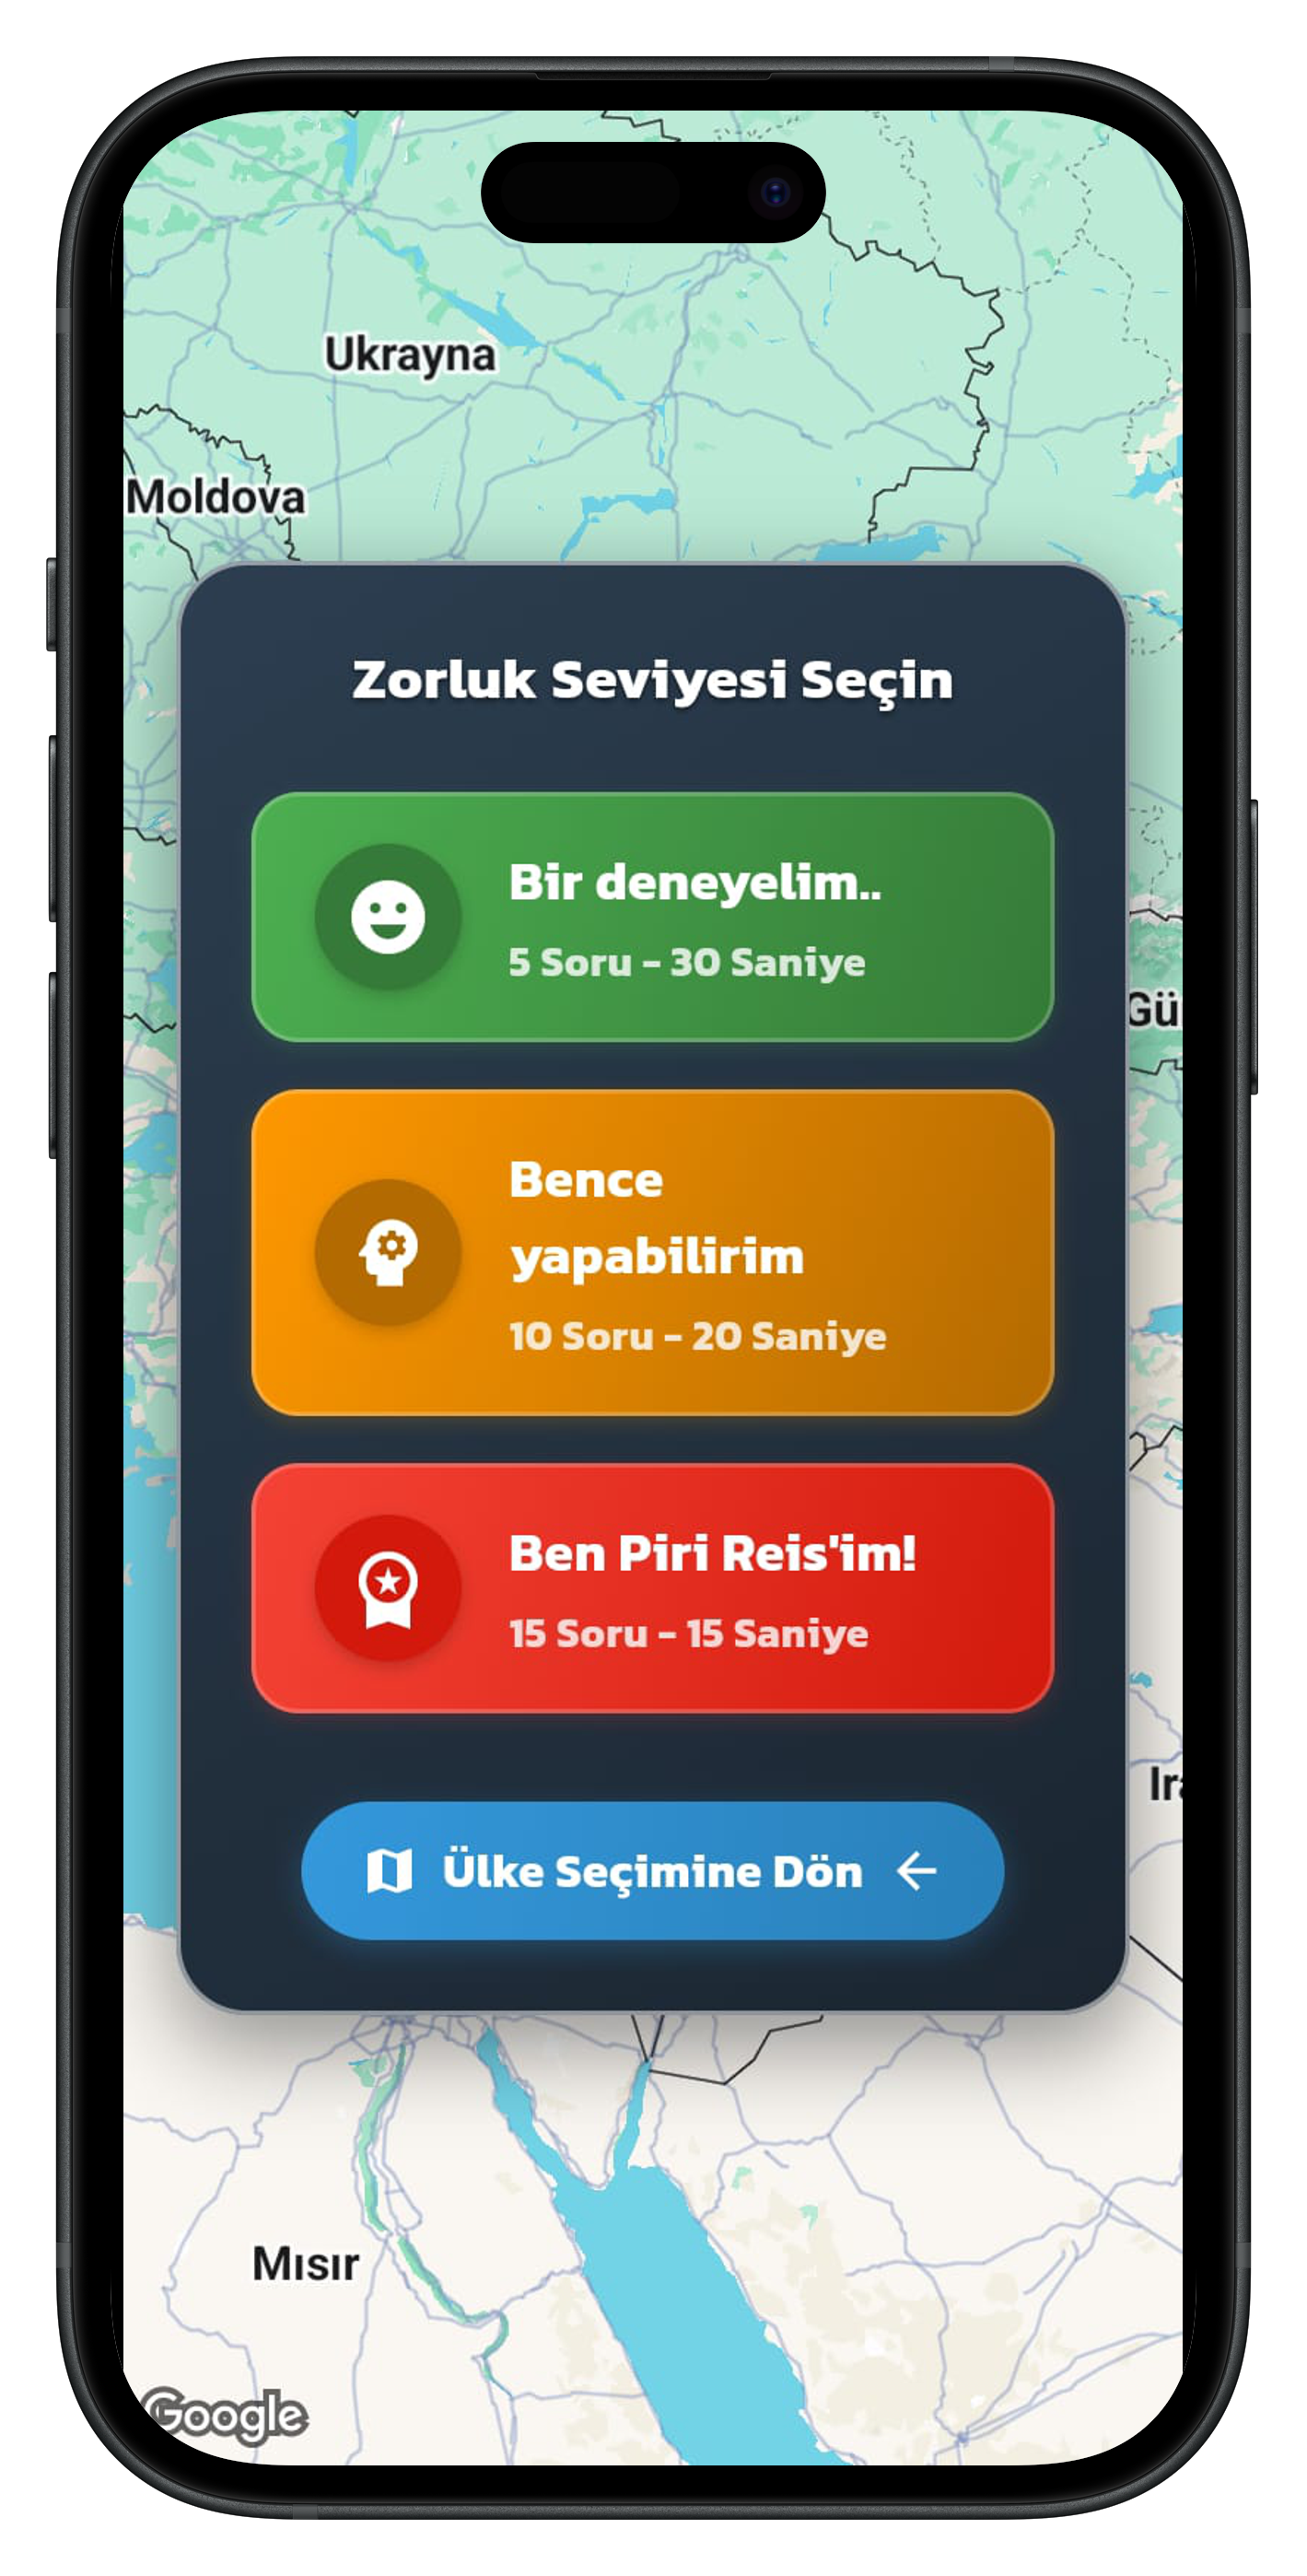 Ukrayna
Moldova
Zorluk Seviyesi Seçin
Bir deneyelim..
5 Soru - 30 Saniye
Gü
Bence
yapabilirim
10 Soru - 20 Saniye
Ben Piri Reis'im!
15 Soru - 15 Saniye
Ira
Ülke Seçimine Dön
Mısır
Google